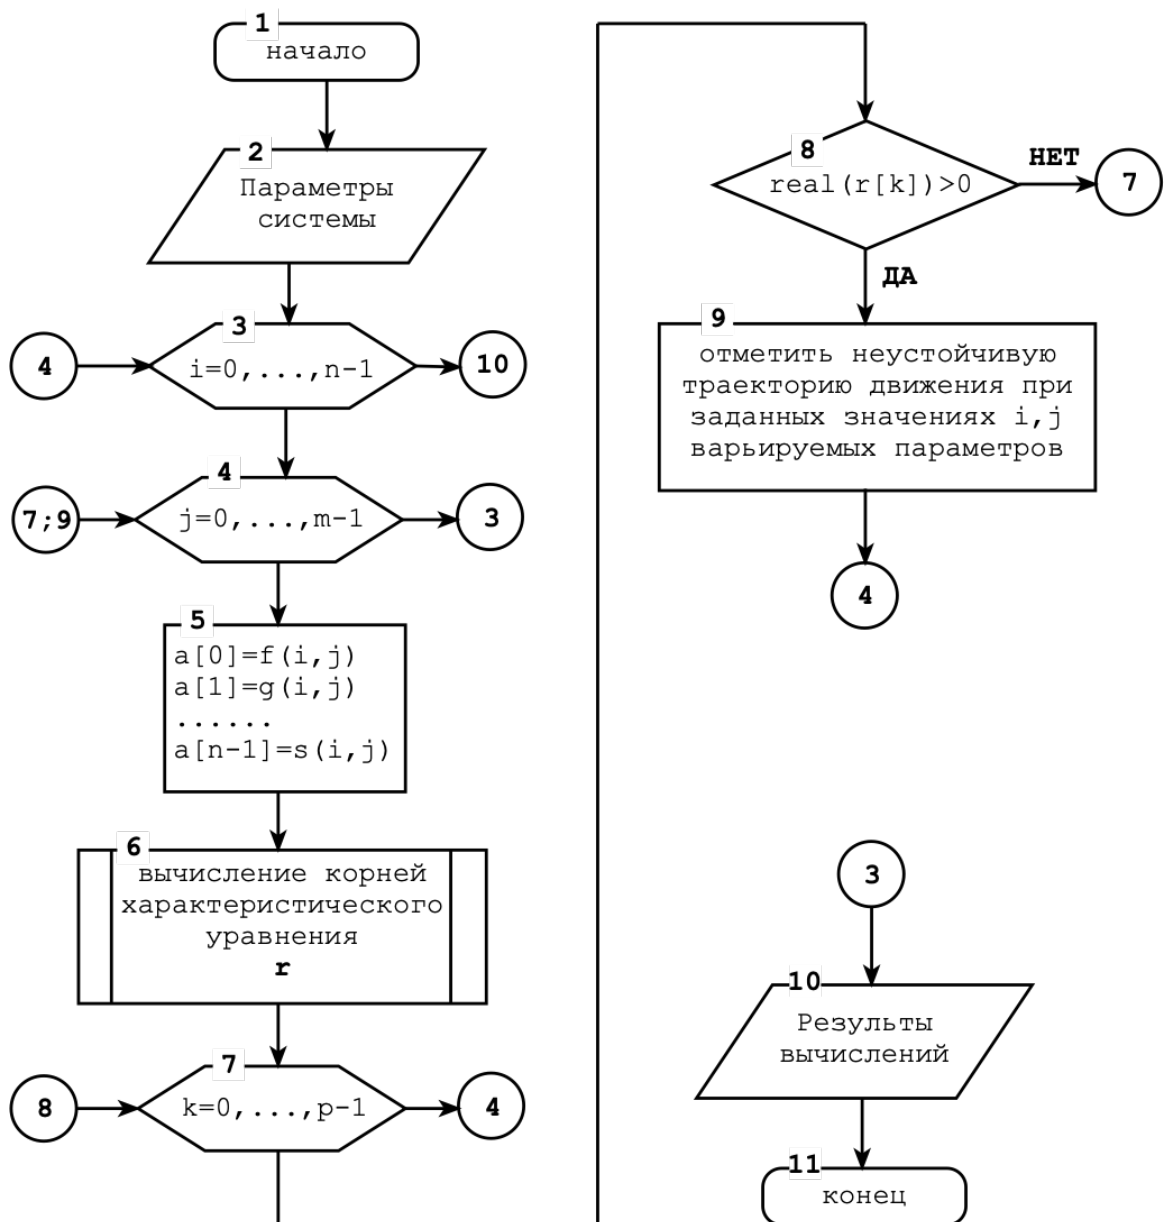 1
начало
2
Параметры
системы
3
4
i=0,...,n-1
10
4
7;9
j=0,...,m-1
3
5
a[0]=f(i,j)
a[1]=g(i,j)
......
a[n-1]=s(i,j)
6
вычисление корней
характеристического
уравнения
r
7
8
k=0,...,p-1
4
8
real(r[k])>0
НЕТ
7
ДА
9
отметить неустойчивую
траекторию движения при
заданных значениях i,j
варьируемых параметров
4
3
10
Результы
вычислений
11
конец